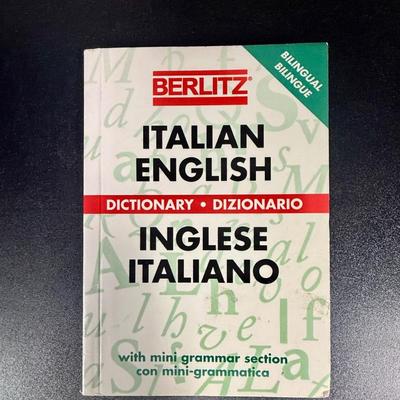 BILINGUAL
BILINGUE
BERLITZ®
ITALIAN
ENGLISH
DICTIONARY • DIZIONARIO
INGLESE
ITALIANO
with mini grammar section
con mini-grammatica